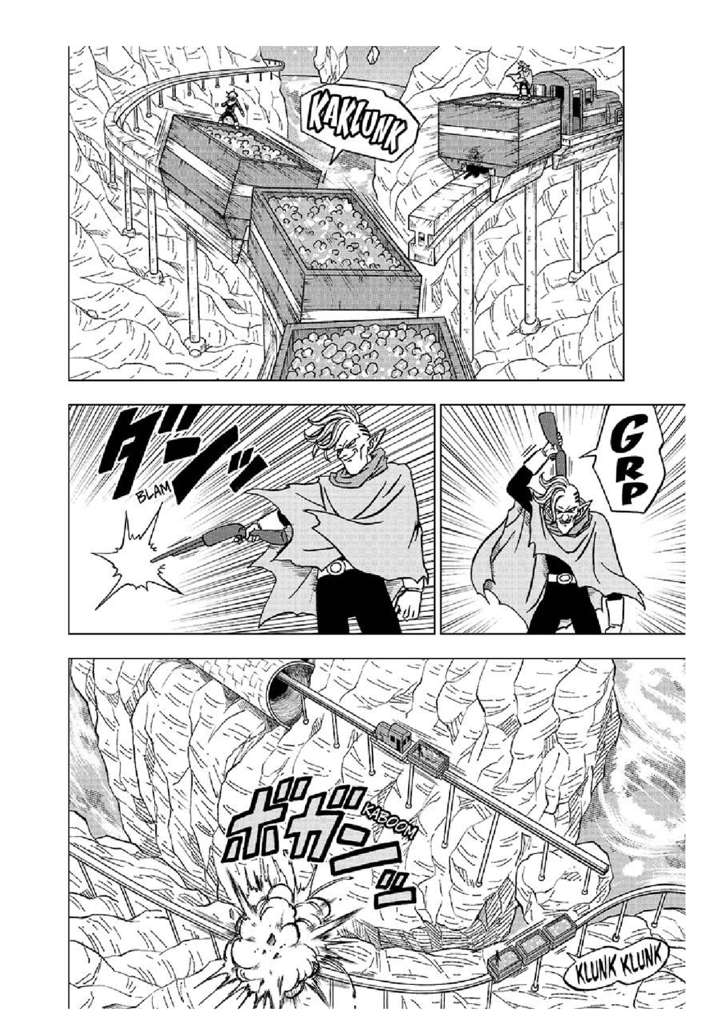 KAKLUNK
GRP
ダンッ
BLAM
ボガーン
KABOOM
KLUNK KLUNK